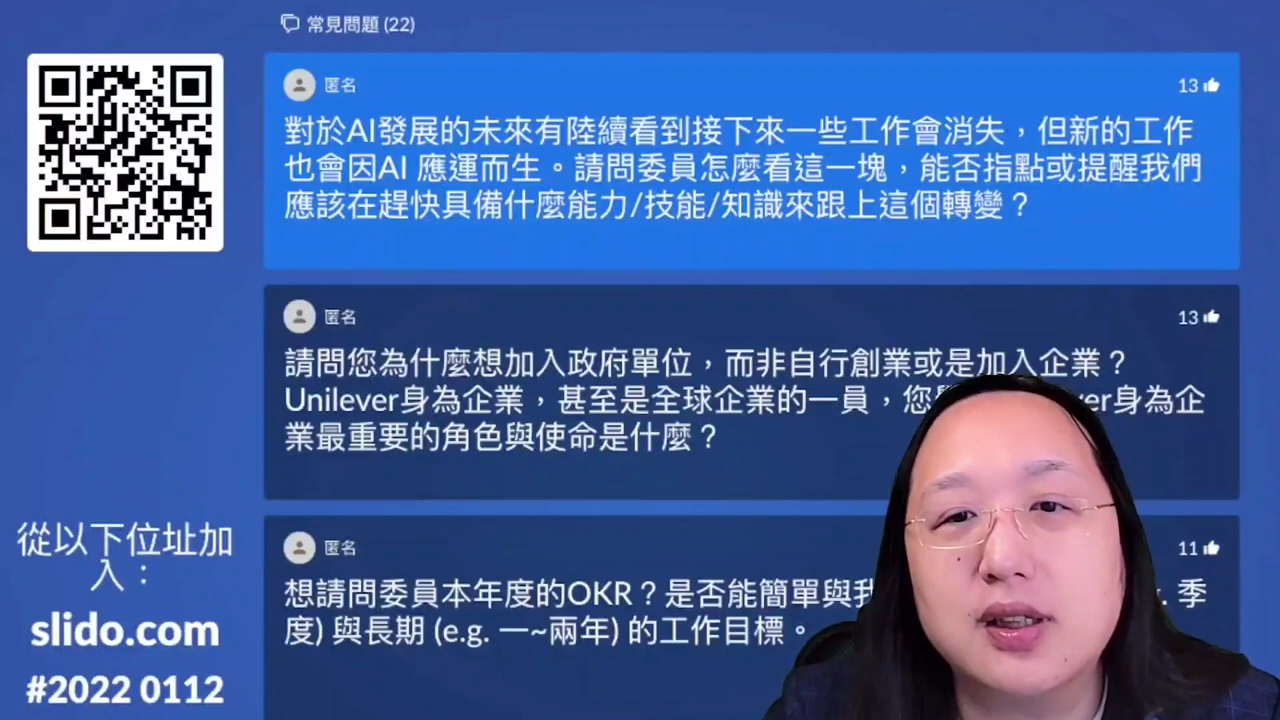 常見問題 (22)
匿名
13
對於AI發展的未來有陸續看到接下來一些工作會消失，但新的工作
也會因AI 應運而生。請問委員怎麼看這一塊，能否指點或提醒我們
應該在趕快具備什麼能力/技能/知識來跟上這個轉變？
匿名
13
請問您為什麼想加入政府單位，而非自行創業或是加入企業？
Unilever身為企業，甚至是全球企業的一員，您 er身為企
業最重要的角色與使命是什麼？
匿名
11
想請問委員本年度的OKR？是否能簡單與 . 季
度) 與長期 (e.g. 一~兩年) 的工作目標。
從以下位址加
入：
slido.com
#2022 0112